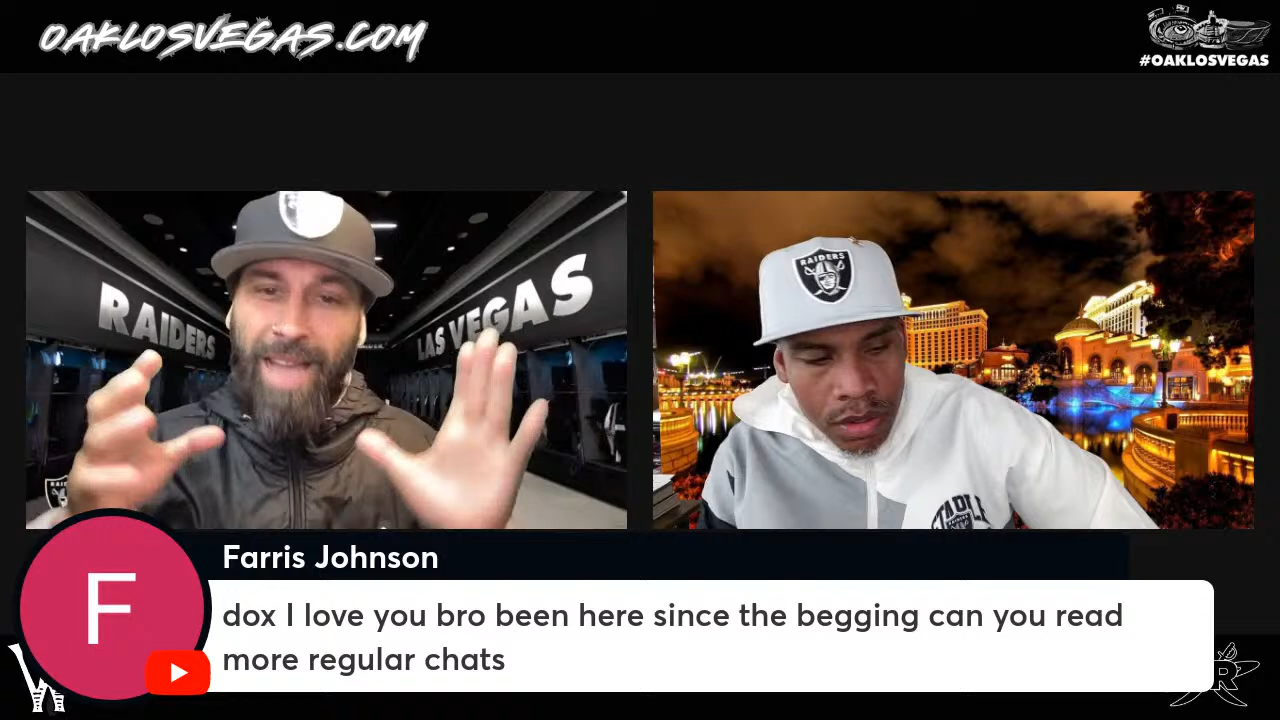 OAKLOSVEGAS.COM
#OAKLOSVEGAS
RAIDERS
LAS VEGAS
RAIDERS
Farris Johnson
F
dox I love you bro been here since the begging can you read
more regular chats
R